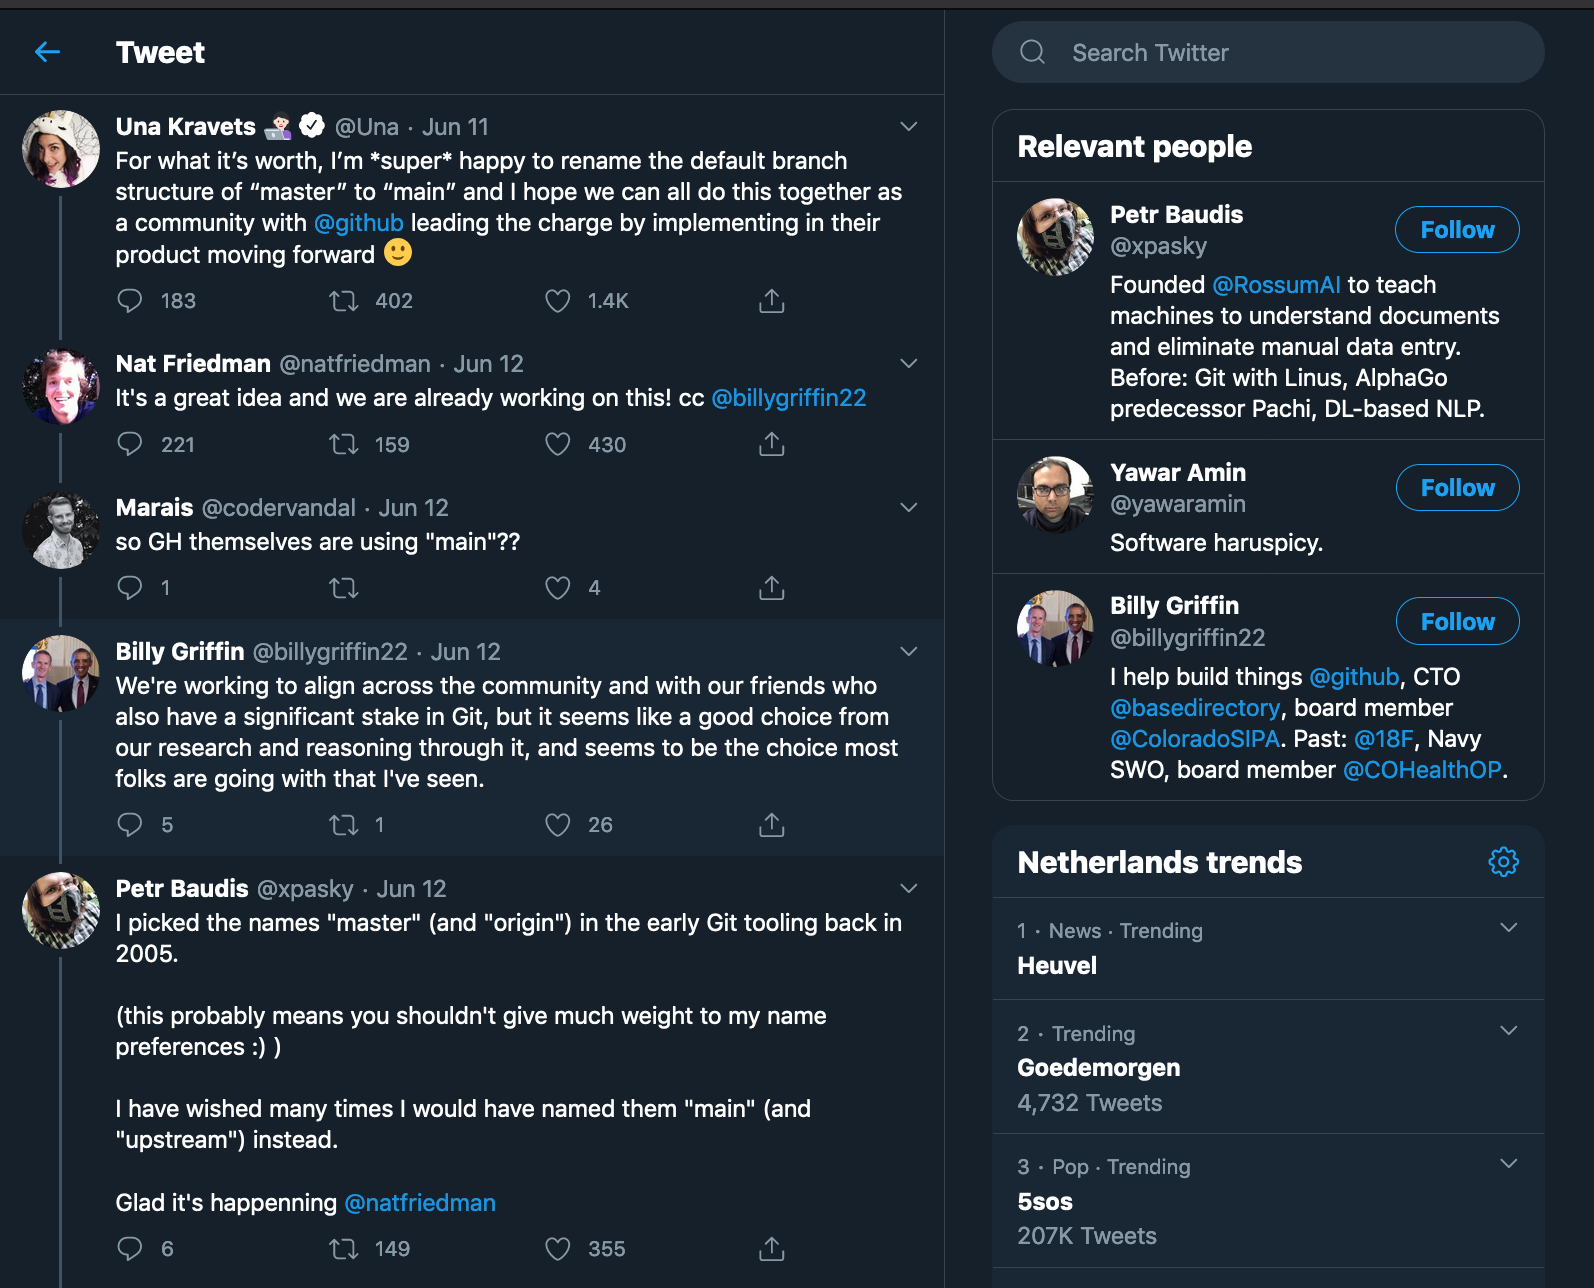 Tweet
Una Kravets @Una · Jun 11
For what it’s worth, I’m *super* happy to rename the default branch
structure of “master” to “main” and I hope we can all do this together as
a community with @github leading the charge by implementing in their
product moving forward 🙂
183 402 1.4K
Nat Friedman @natfriedman · Jun 12
It's a great idea and we are already working on this! cc @billygriffin22
221 159 430
Marais @codervandal · Jun 12
so GH themselves are using "main"??
1 4
Billy Griffin @billygriffin22 · Jun 12
We're working to align across the community and with our friends who
also have a significant stake in Git, but it seems like a good choice from
our research and reasoning through it, and seems to be the choice most
folks are going with that I've seen.
5 1 26
Petr Baudis @xpasky · Jun 12
I picked the names "master" (and "origin") in the early Git tooling back in
2005.
(this probably means you shouldn't give much weight to my name
preferences :) )
I have wished many times I would have named them "main" (and
"upstream") instead.
Glad it's happenning @natfriedman
6 149 355
Search Twitter
Relevant people
Petr Baudis
@xpasky
Follow
Founded @RossumAI to teach
machines to understand documents
and eliminate manual data entry.
Before: Git with Linus, AlphaGo
predecessor Pachi, DL-based NLP.
Yawar Amin
@yawaramin
Follow
Software haruspicy.
Billy Griffin
@billygriffin22
Follow
I help build things @github, CTO
@basedirectory, board member
@ColoradoSIPA. Past: @18F, Navy
SWO, board member @COHealthOP.
Netherlands trends
1 · News · Trending
Heuvel
2 · Trending
Goedemorgen
4,732 Tweets
3 · Pop · Trending
5sos
207K Tweets